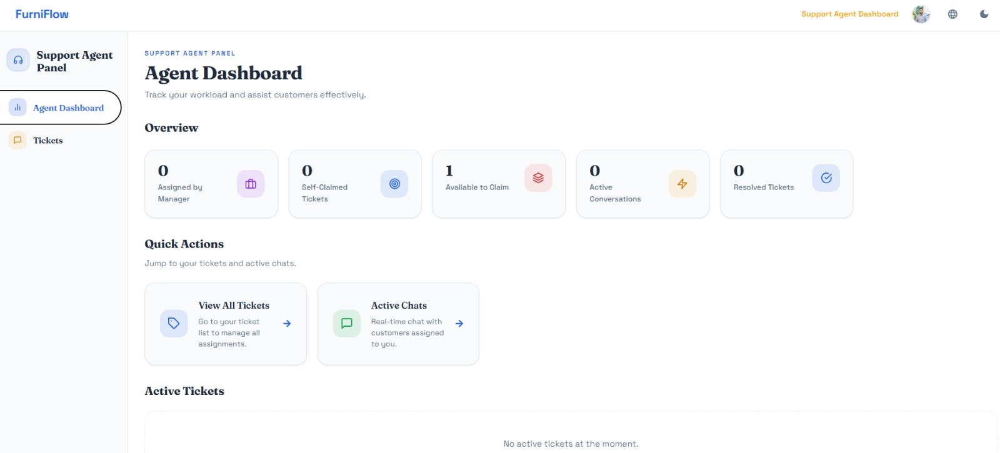 FurniFlow
Support Agent Dashboard
Support Agent
Panel
Agent Dashboard
Tickets
SUPPORT AGENT PANEL
Agent Dashboard
Track your workload and assist customers effectively.
Overview
0
Assigned by
Manager
0
Self-Claimed
Tickets
1
Available to Claim
0
Active
Conversations
0
Resolved Tickets
Quick Actions
Jump to your tickets and active chats.
View All Tickets
Go to your ticket
list to manage all
assignments.
Active Chats
Real-time chat with
customers assigned
to you.
Active Tickets
No active tickets at the moment.